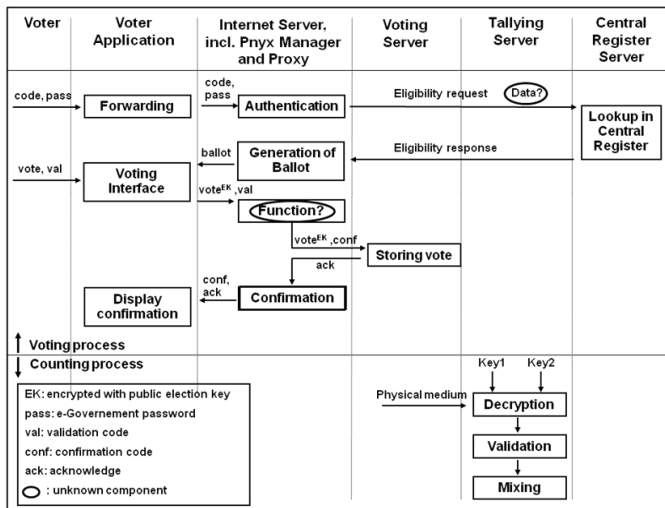 Voter
Voter
Application
Internet Server,
incl. Pnyx Manager
and Proxy
Voting
Server
Tallying
Server
Central
Register
Server
code, pass
Forwarding
code,
pass
Authentication
Eligibility request
Data?
Lookup in
Central
Register
Eligibility response
ballot
Generation of
Ballot
vote, val
Voting
Interface
vote^EK ,val
Function?
vote^EK ,conf
Storing vote
ack
conf,
ack
Confirmation
Display
confirmation
Voting process
Counting process
Key1
Key2
Physical medium
Decryption
Validation
Mixing
EK: encrypted with public election key
pass: e-Governement password
val: validation code
conf: confirmation code
ack: acknowledge
: unknown component